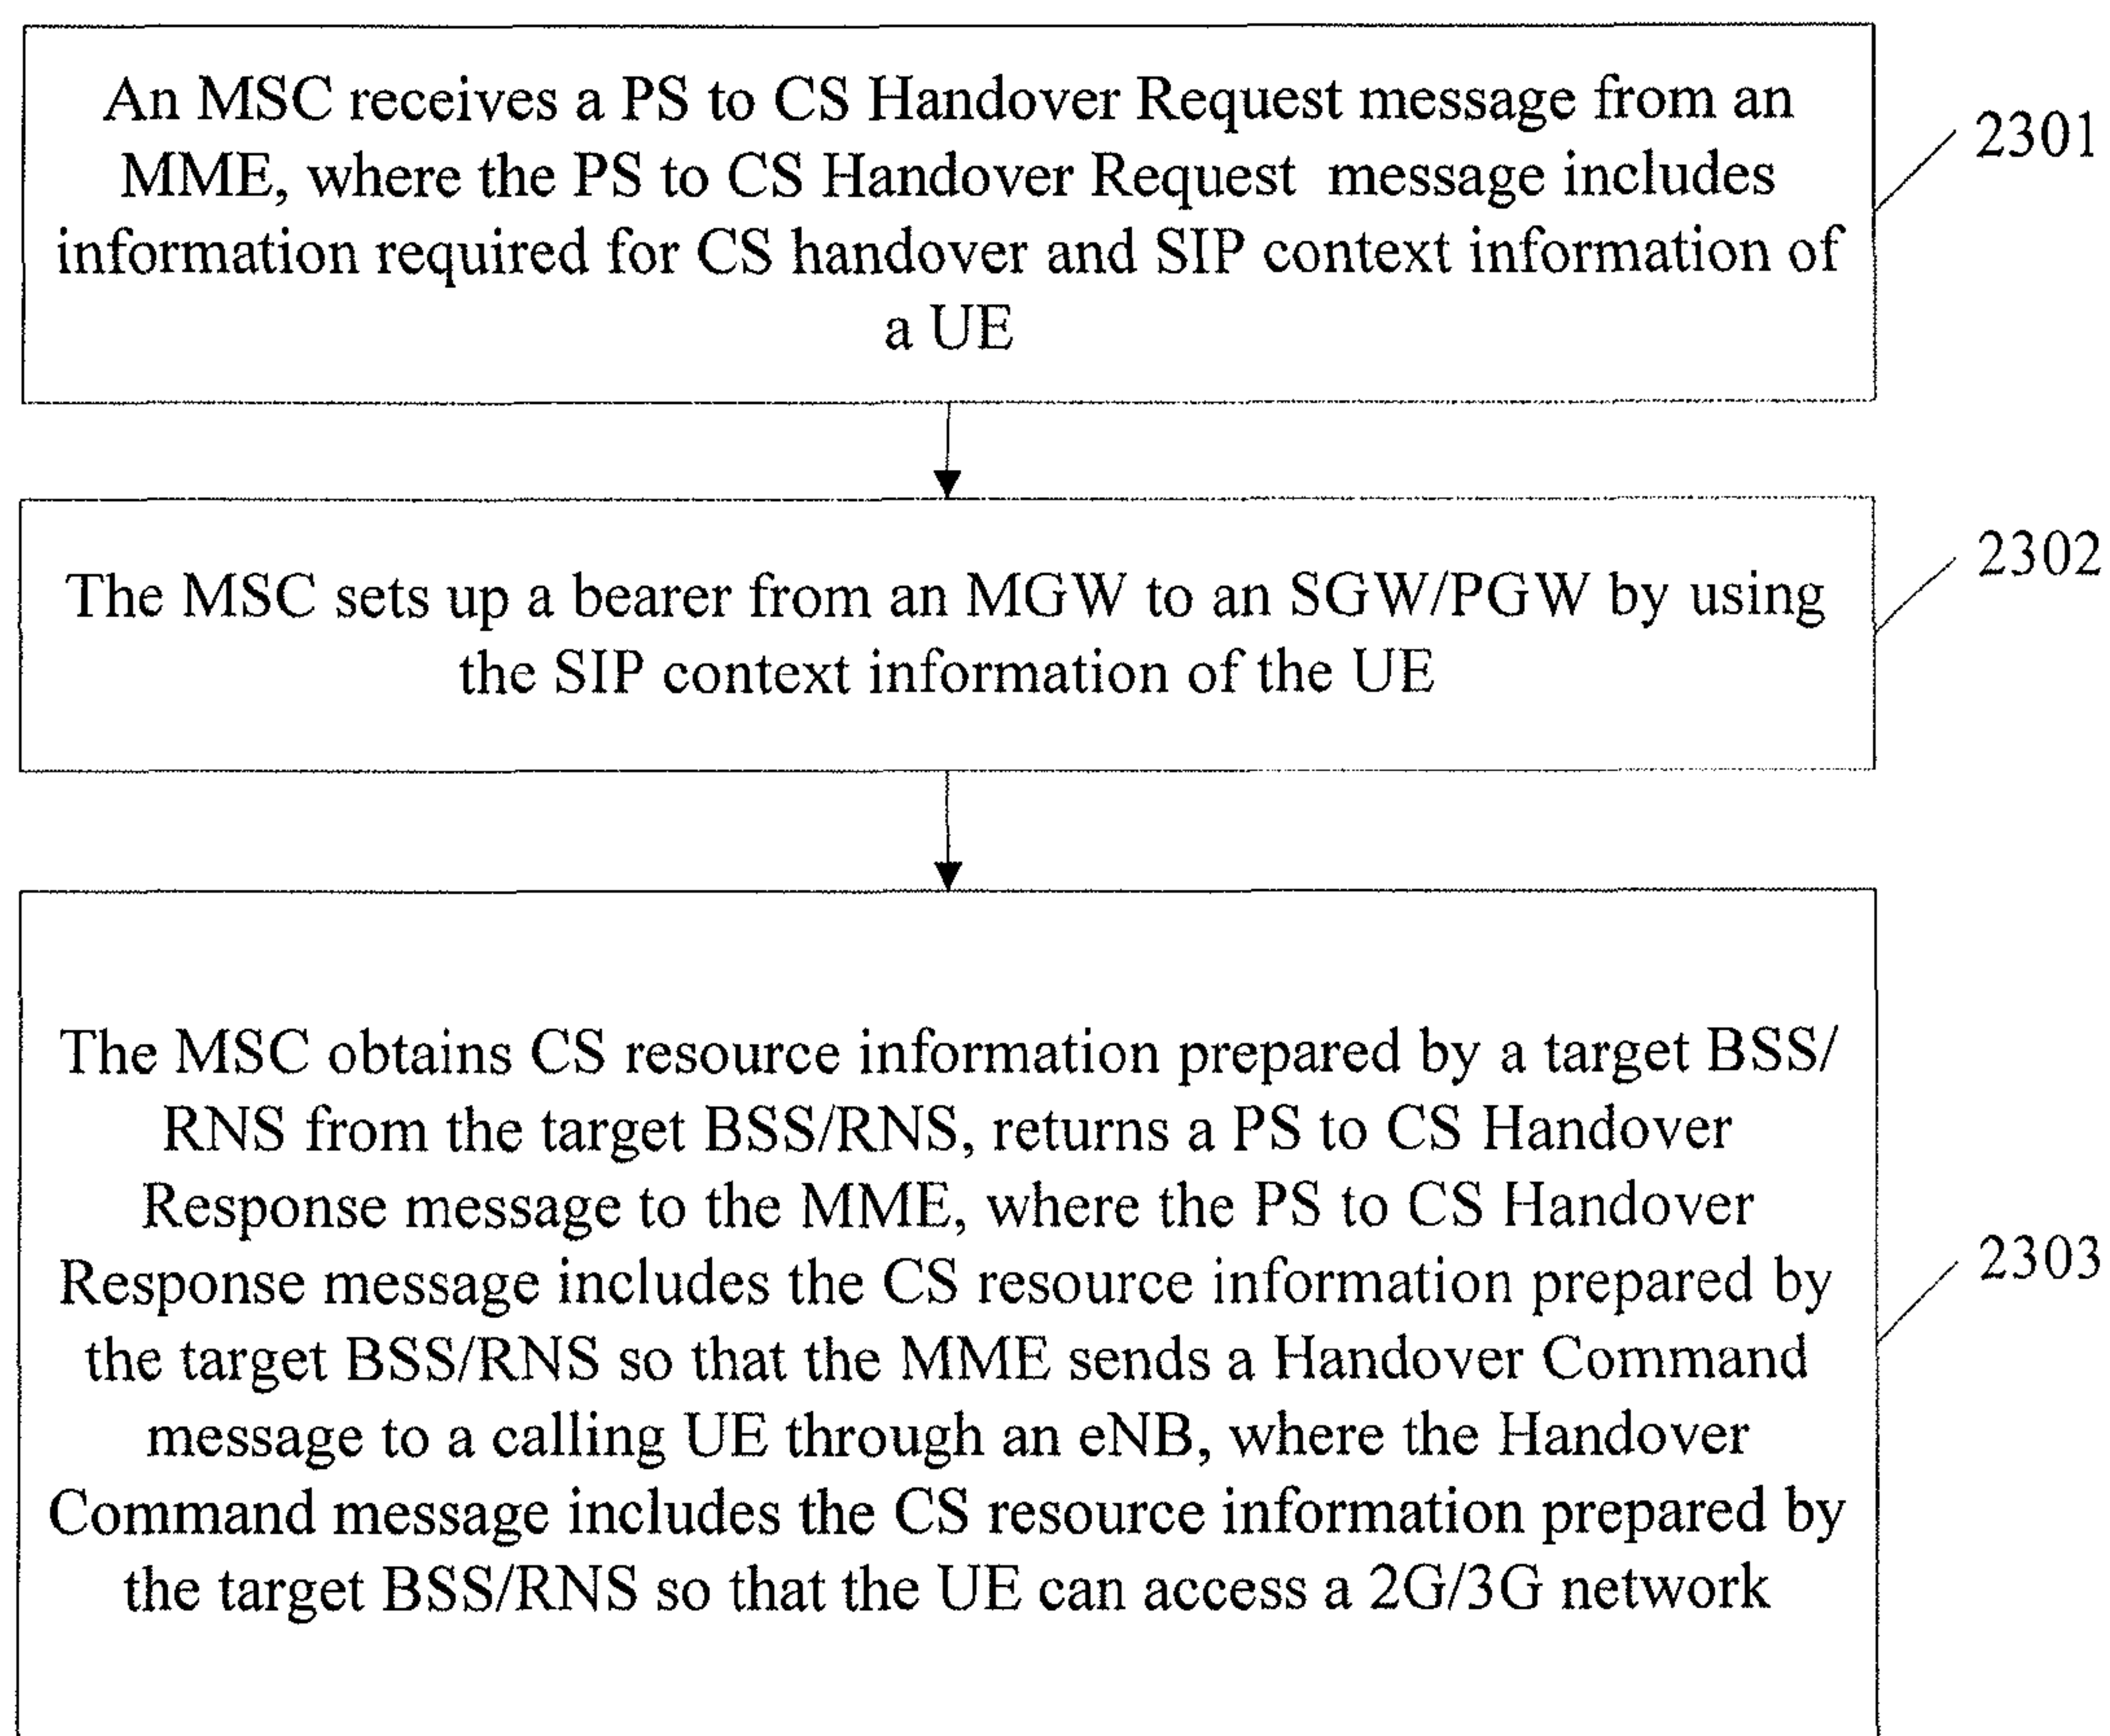 An MSC receives a PS to CS Handover Request message from an
MME, where the PS to CS Handover Request message includes
information required for CS handover and SIP context information of
a UE
2301
The MSC sets up a bearer from an MGW to an SGW/PGW by using
the SIP context information of the UE
2302
The MSC obtains CS resource information prepared by a target BSS/
RNS from the target BSS/RNS, returns a PS to CS Handover
Response message to the MME, where the PS to CS Handover
Response message includes the CS resource information prepared by
the target BSS/RNS so that the MME sends a Handover Command
message to a calling UE through an eNB, where the Handover
Command message includes the CS resource information prepared by
the target BSS/RNS so that the UE can access a 2G/3G network
2303